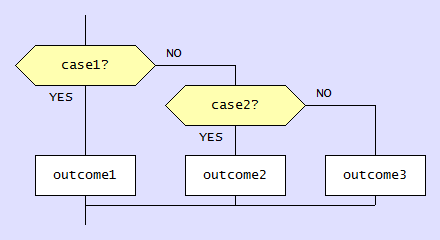 case1?
NO
YES
case2?
NO
YES
outcome1
outcome2
outcome3